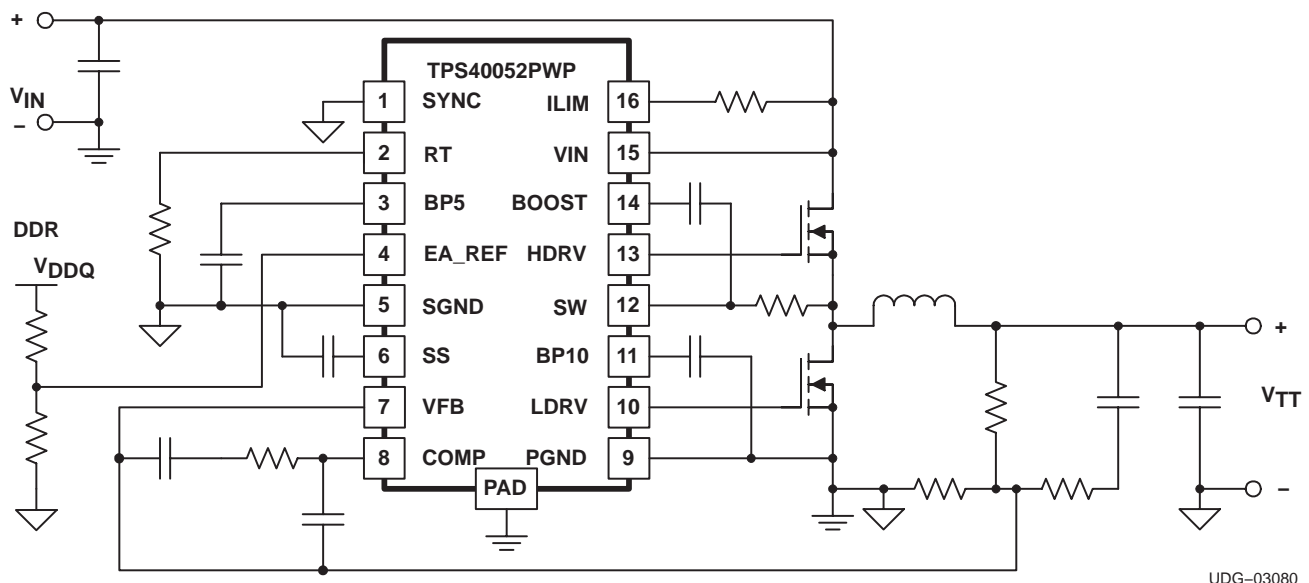 +
VIN
−
DDR
VDDQ
TPS40052PWP
1 SYNC ILIM 16
2 RT VIN 15
3 BP5 BOOST 14
4 EA_REF HDRV 13
5 SGND SW 12
6 SS BP10 11
7 VFB LDRV 10
8 COMP PGND 9
PAD
+
VTT
−
UDG−03080